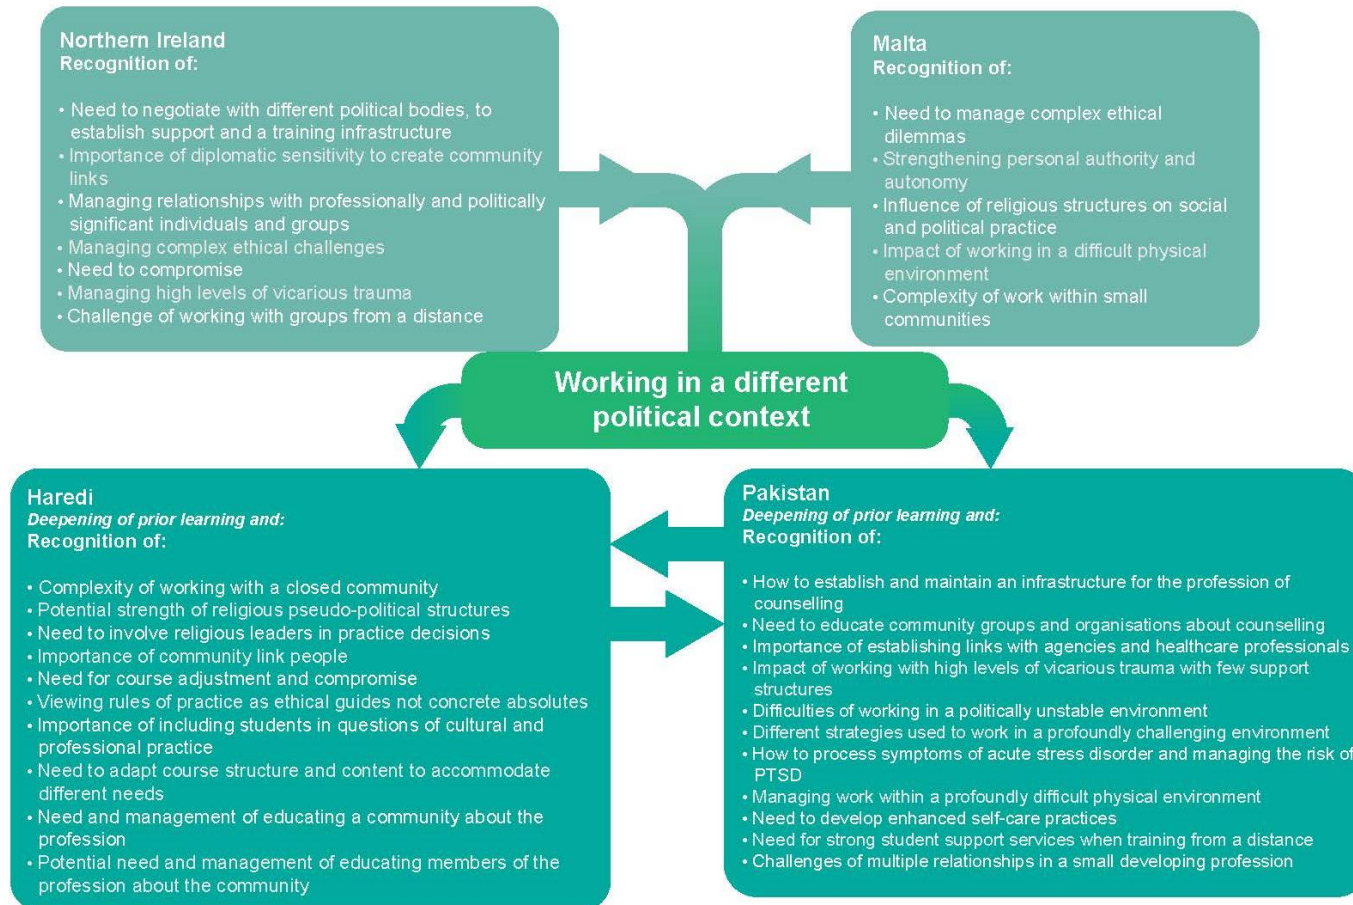 Northern Ireland
Recognition of:
• Need to negotiate with different political bodies, to
establish support and a training infrastructure
• Importance of diplomatic sensitivity to create community
links
• Managing relationships with professionally and politically
significant individuals and groups
• Managing complex ethical challenges
• Need to compromise
• Managing high levels of vicarious trauma
• Challenge of working with groups from a distance
Malta
Recognition of:
• Need to manage complex ethical
dilemmas
• Strengthening personal authority and
autonomy
• Influence of religious structures on social
and political practice
• Impact of working in a difficult physical
environment
• Complexity of work within small
communities
Working in a different
political context
Haredi
Deepening of prior learning and:
Recognition of:
• Complexity of working with a closed community
• Potential strength of religious pseudo-political structures
• Need to involve religious leaders in practice decisions
• Importance of community link people
• Need for course adjustment and compromise
• Viewing rules of practice as ethical guides not concrete absolutes
• Importance of including students in questions of cultural and
professional practice
• Need to adapt course structure and content to accommodate
different needs
• Need and management of educating a community about the
profession
• Potential need and management of educating members of the
profession about the community
Pakistan
Deepening of prior learning and:
Recognition of:
• How to establish and maintain an infrastructure for the profession of
counselling
• Need to educate community groups and organisations about counselling
• Importance of establishing links with agencies and healthcare professionals
• Impact of working with high levels of vicarious trauma with few support
structures
• Difficulties of working in a politically unstable environment
• Different strategies used to work in a profoundly challenging environment
• How to process symptoms of acute stress disorder and managing the risk of
PTSD
• Managing work within a profoundly difficult physical environment
• Need to develop enhanced self-care practices
• Need for strong student support services when training from a distance
• Challenges of multiple relationships in a small developing profession